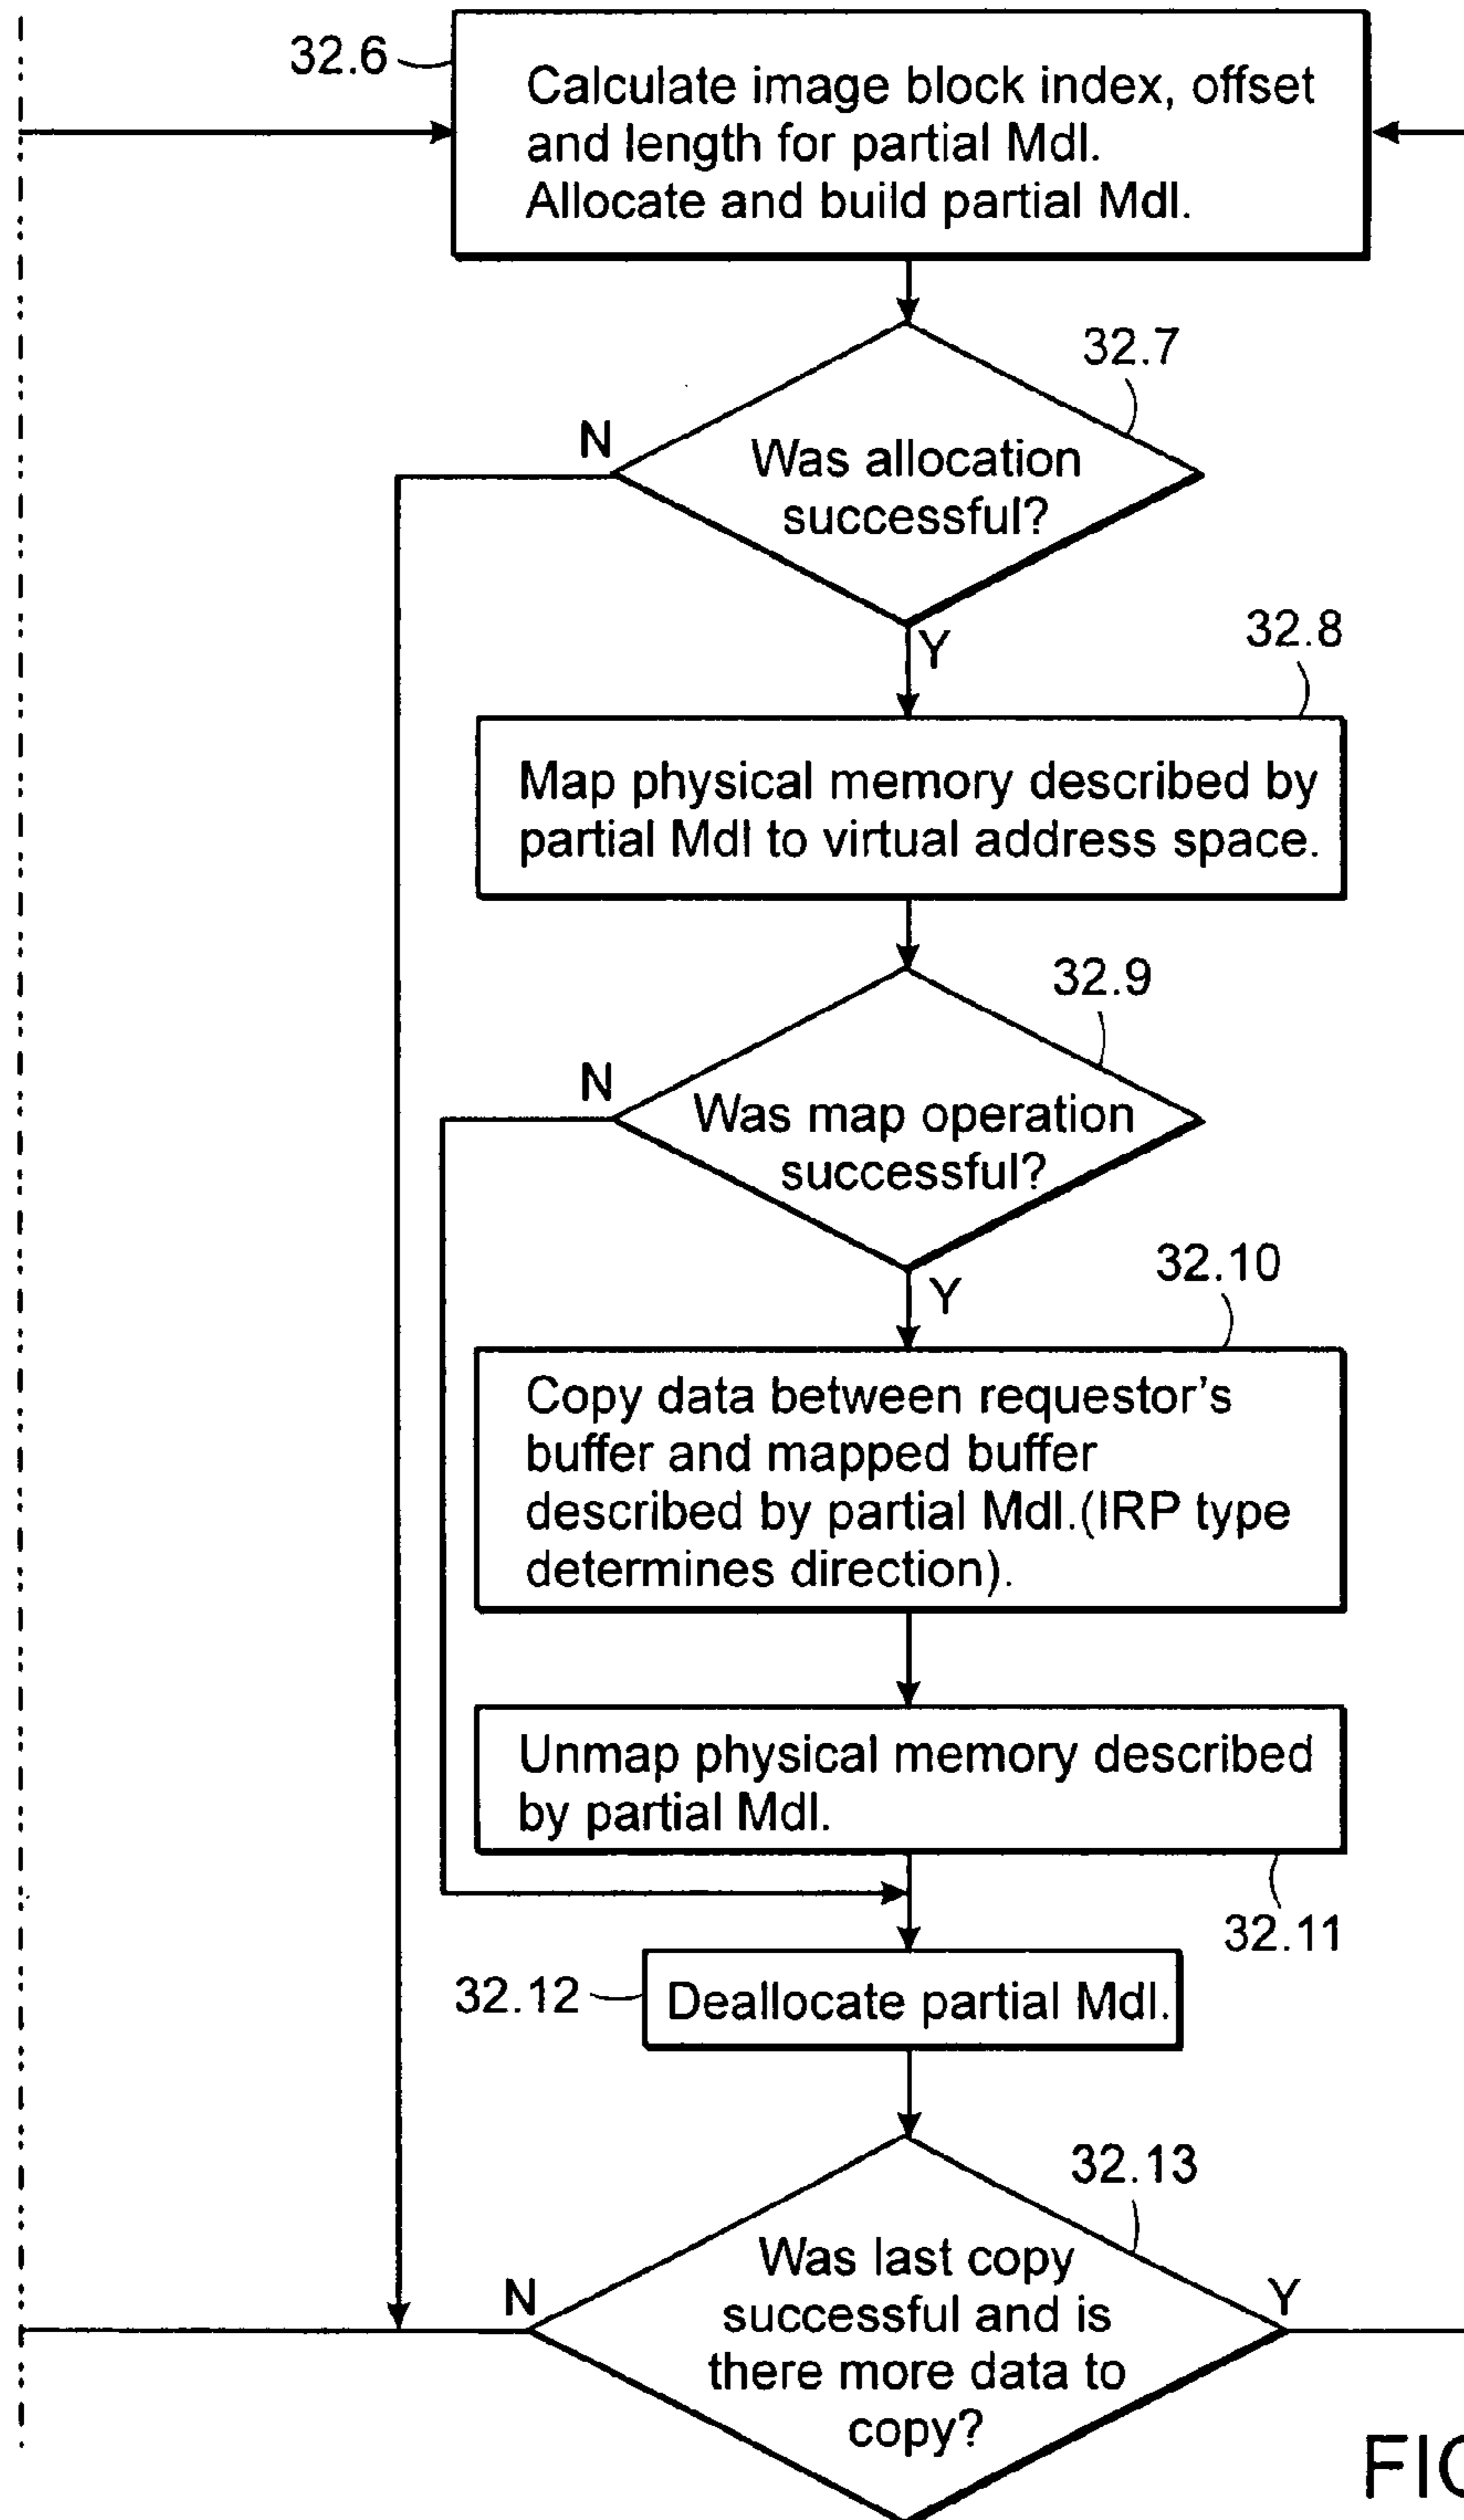 32.6
Calculate image block index, offset
and length for partial Mdl.
Allocate and build partial Mdl.
32.7
N
Was allocation
successful?
Y
32.8
Map physical memory described by
partial Mdl to virtual address space.
32.9
N
Was map operation
successful?
Y
32.10
Copy data between requestor's
buffer and mapped buffer
described by partial Mdl.(IRP type
determines direction).
Unmap physical memory described
by partial Mdl.
32.11
32.12
Deallocate partial Mdl.
32.13
N
Was last copy
successful and is
there more data to
copy?
Y